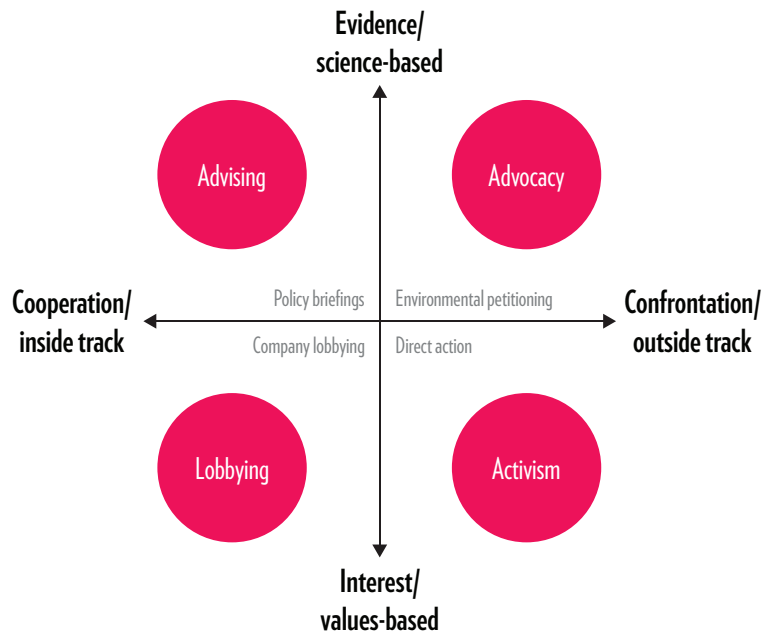 Evidence/
science-based
Advising
Advocacy
Policy briefings
Environmental petitioning
Cooperation/
inside track
Confrontation/
outside track
Company lobbying
Direct action
Lobbying
Activism
Interest/
values-based